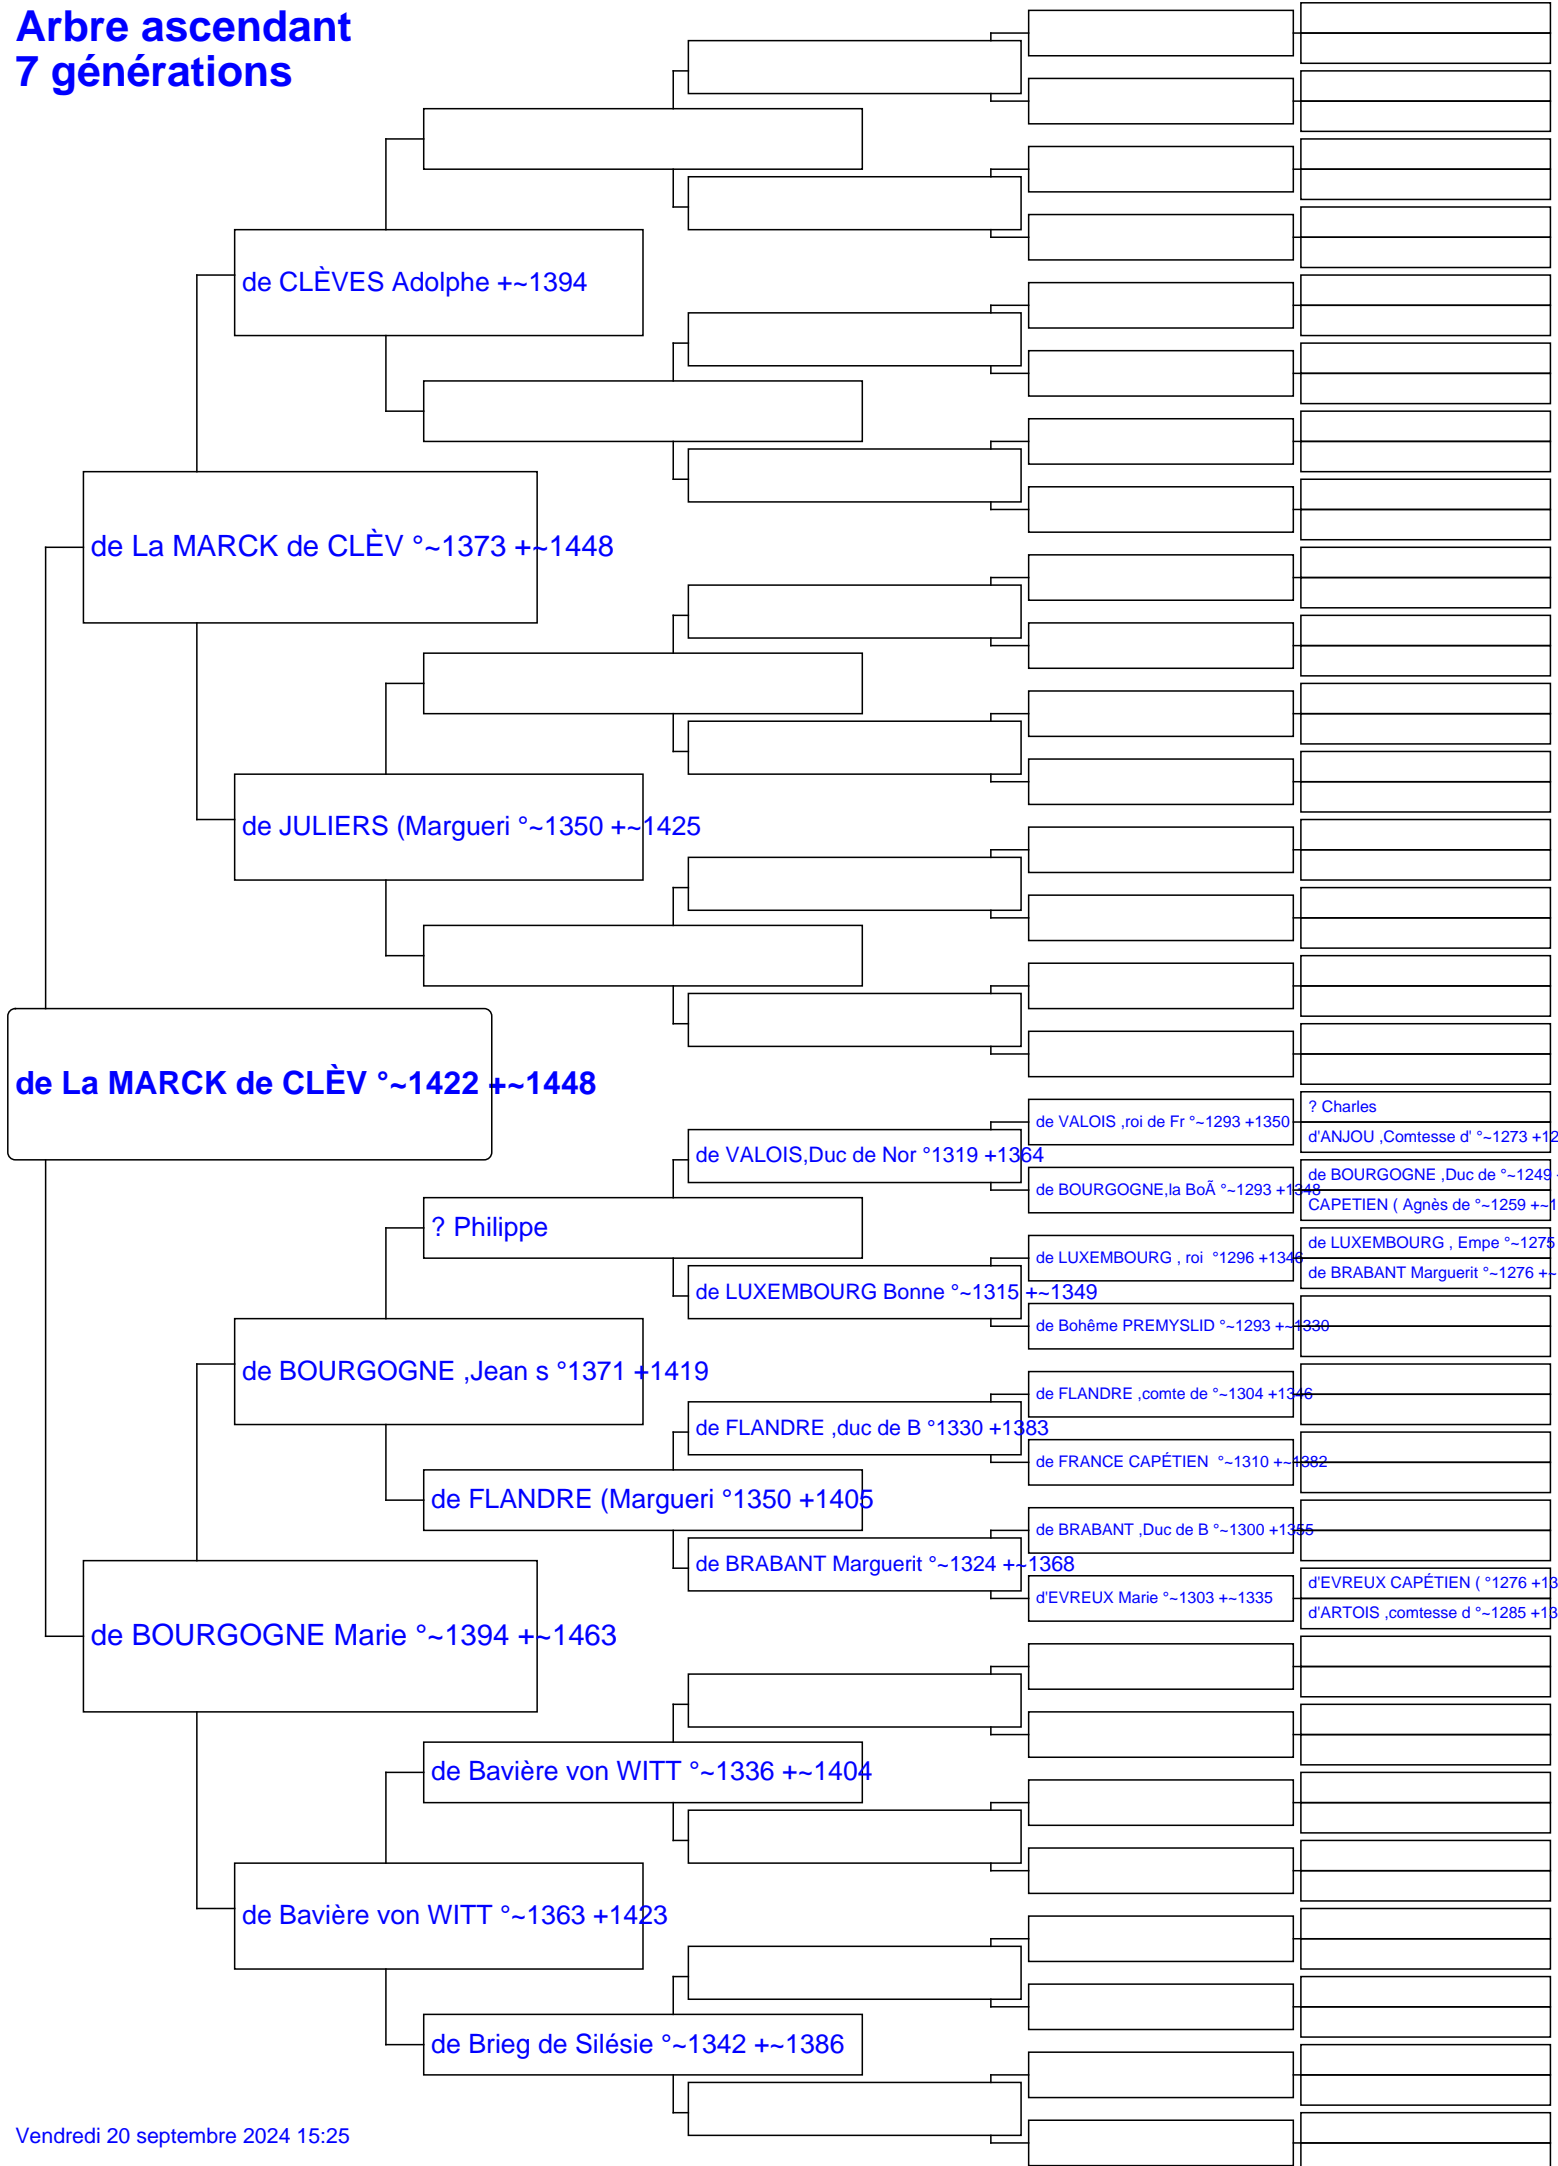 Arbre ascendant
7 générations
de CLÈVES Adolphe +~1394
de La MARCK de CLÈV °~1373 +~1448
de JULIERS (Margueri °~1350 +~1425
de La MARCK de CLÈV °~1422 +~1448
? Charles
de VALOIS ,roi de Fr °~1293 +1350
d'ANJOU ,Comtesse d' °~1273 +12
de VALOIS,Duc de Nor °1319 +1364
de BOURGOGNE ,Duc de °~1249
de BOURGOGNE,la BoÃ °~1293 +1348
CAPETIEN ( Agnès de °~1259 +~1
? Philippe
de LUXEMBOURG , Empe °~1275
de LUXEMBOURG , roi °1296 +1346
de BRABANT Marguerit °~1276 +~
de LUXEMBOURG Bonne °~1315 +~1349
de Bohême PREMYSLID °~1293 +~1330
de BOURGOGNE ,Jean s °1371 +1419
de FLANDRE ,comte de °~1304 +1346
de FLANDRE ,duc de B °1330 +1383
de FRANCE CAPÉTIEN °~1310 +~1382
de FLANDRE (Margueri °1350 +1405
de BRABANT ,Duc de B °~1300 +1355
de BRABANT Marguerit °~1324 +~1368
d'EVREUX CAPÉTIEN ( °1276 +13
d'EVREUX Marie °~1303 +~1335
d'ARTOIS ,comtesse d °~1285 +13
de BOURGOGNE Marie °~1394 +~1463
de Bavière von WITT °~1336 +~1404
de Bavière von WITT °~1363 +1423
de Brieg de Silésie °~1342 +~1386
Vendredi 20 septembre 2024 15:25